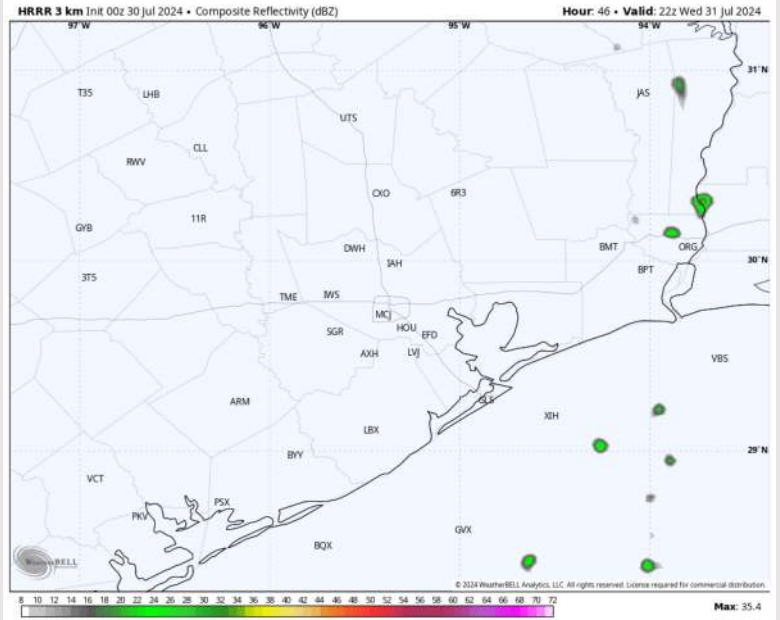 HRRR 3 km Init 00z 30 Jul 2024 • Composite Reflectivity (dBZ)
Hour: 46 • Valid: 22z Wed 31 Jul 2024
97°W 96°W 95°W 94°W
31°N
T35 LHB JAS
UTS
CLL
RWV
CXO 6R3
11R
GYB
DWH BMT ORG
IAH 30°N
3T5 BPT
TME IWS
MCJ
SGR HOU EFD
AXH LVJ VBS
ARM GLS
XIH
LBX
BYY 29°N
VCT
PSX
PKV
GVX
BQX
WEATHERBELL
© 2024 WeatherBELL Analytics, LLC. All rights reserved. License required for commercial distribution.
8 10 12 14 16 18 20 22 24 26 28 30 32 34 36 38 40 42 44 46 48 50 52 54 56 58 60 62 64 66 68 70 72
Max: 35.4